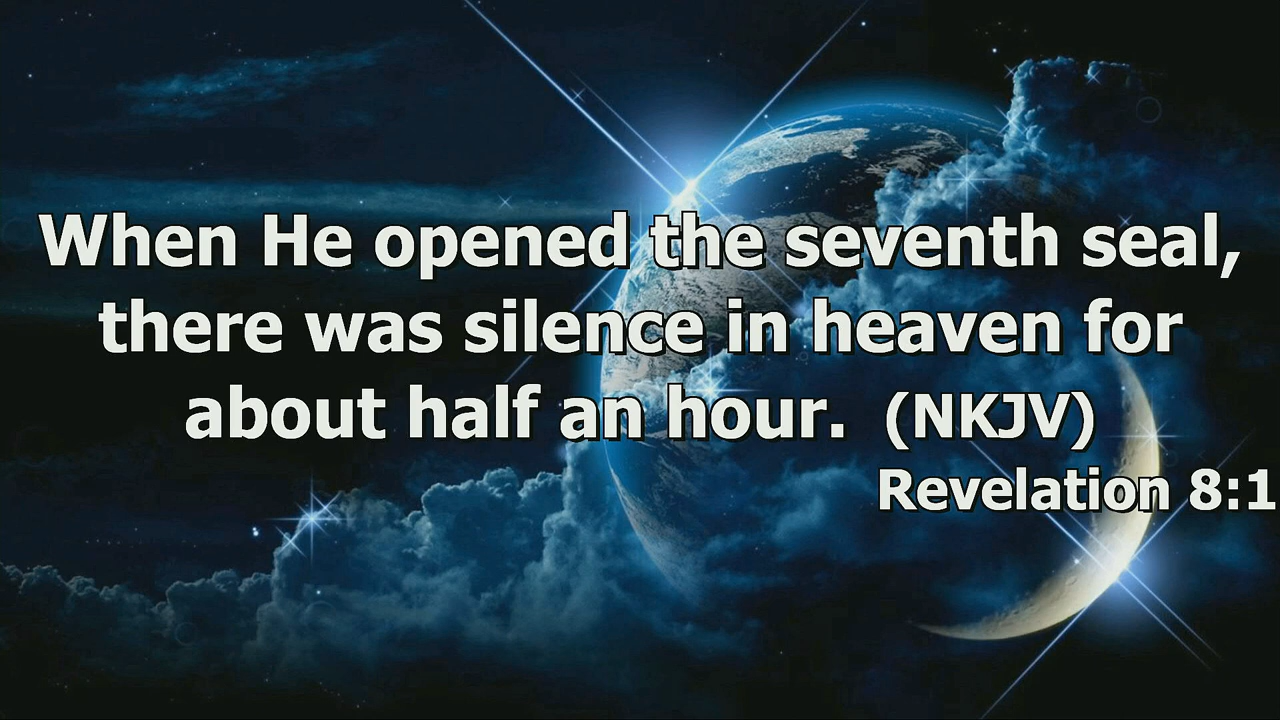 When He opened the seventh seal,
there was silence in heaven for
about half an hour. (NKJV)
Revelation 8:1